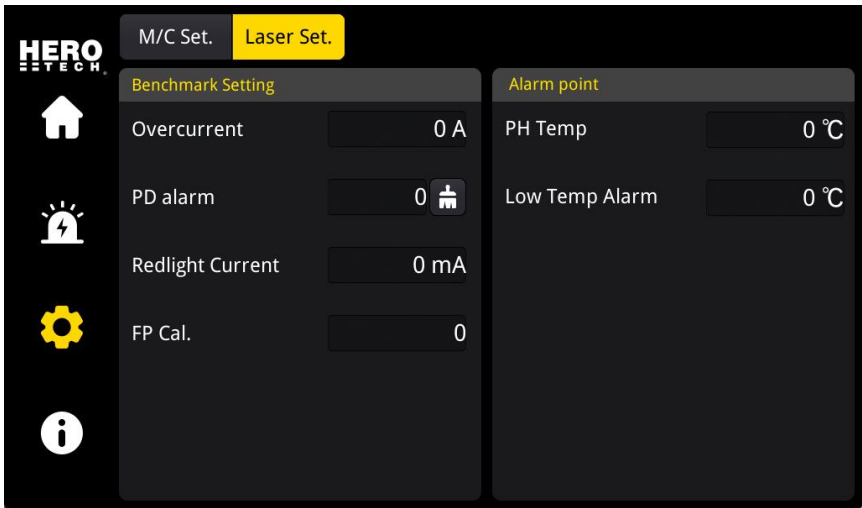 HERO
TECH®
M/C Set.
Laser Set.
Benchmark Setting
Overcurrent
0 A
PD alarm
0
Redlight Current
0 mA
FP Cal.
0
Alarm point
PH Temp
0 ℃
Low Temp Alarm
0 ℃